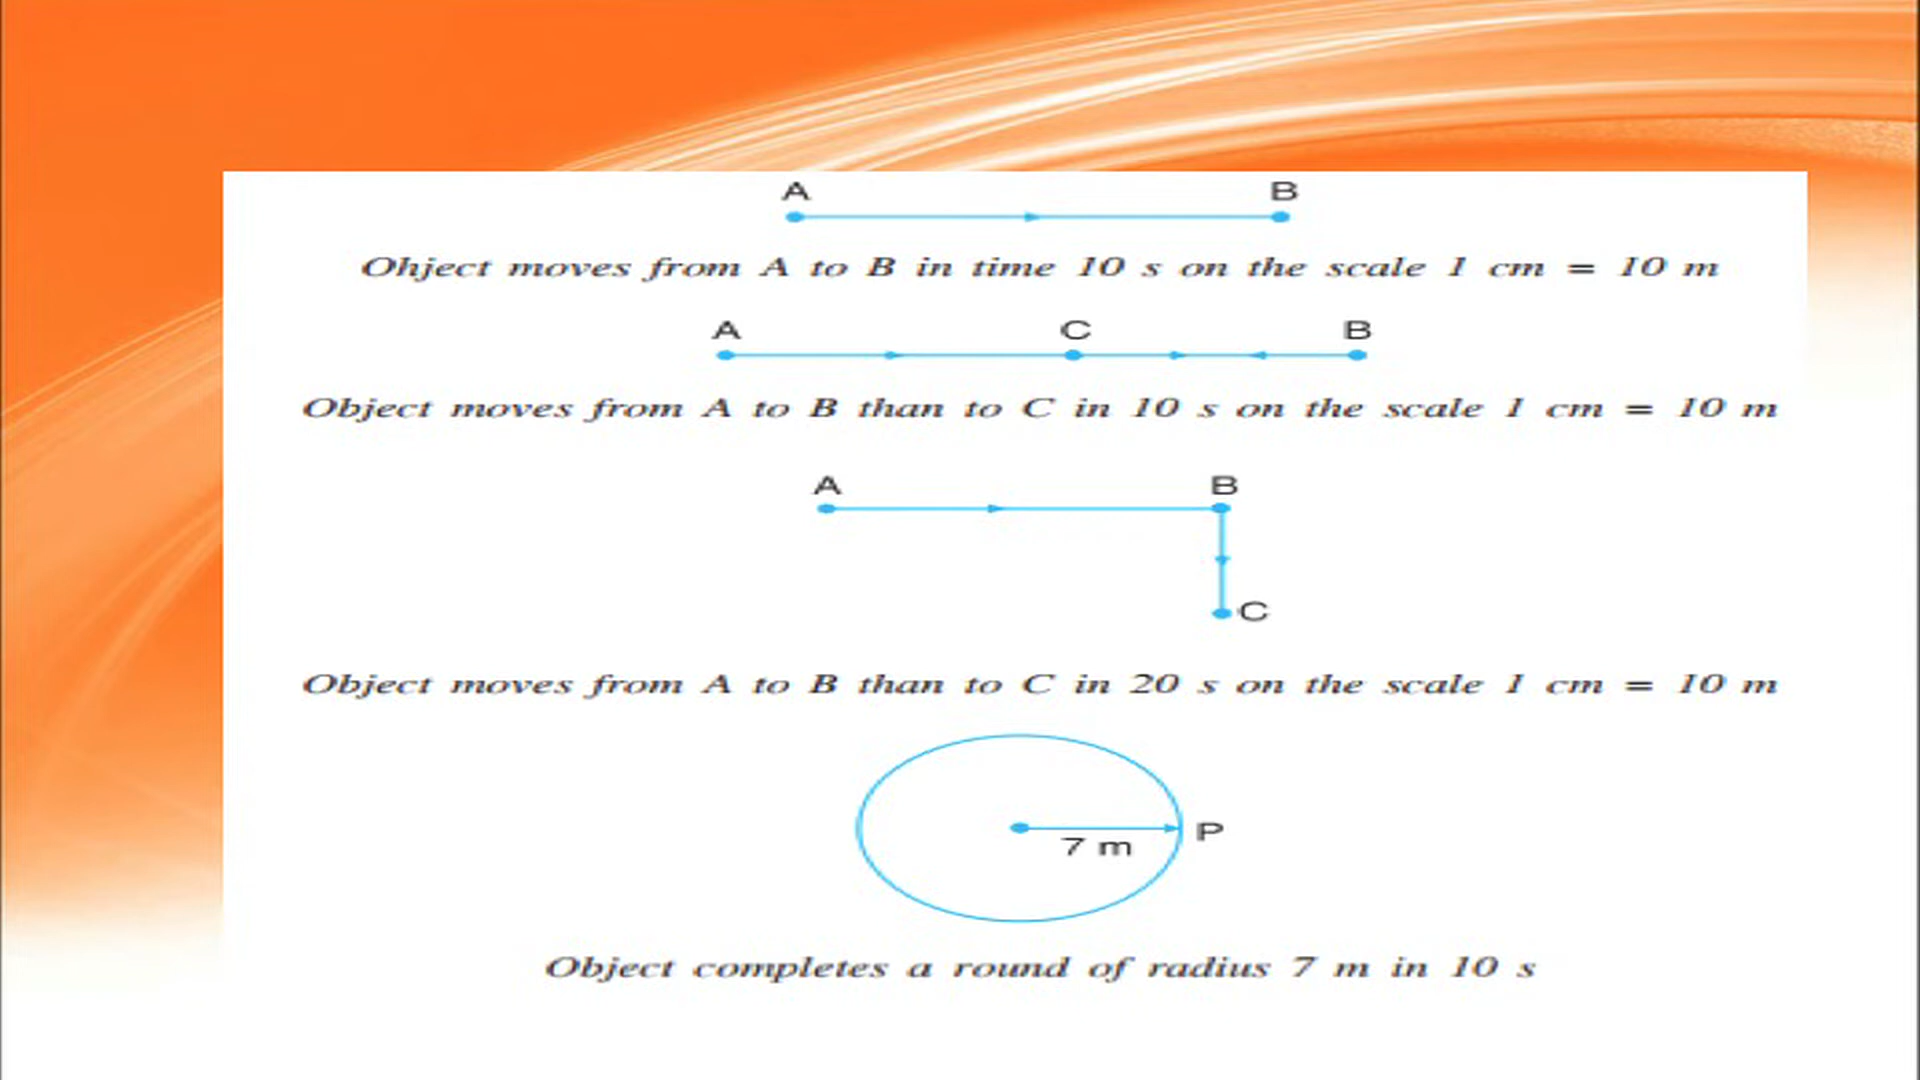 A B
Ohject moves from A to B in time 10 s on the scale 1 cm = 10 m
A C B
Object moves from A to B than to C in 10 s on the scale 1 cm = 10 m
A B
C
Object moves from A to B than to C in 20 s on the scale 1 cm = 10 m
P
7 m
Object completes a round of radius 7 m in 10 s